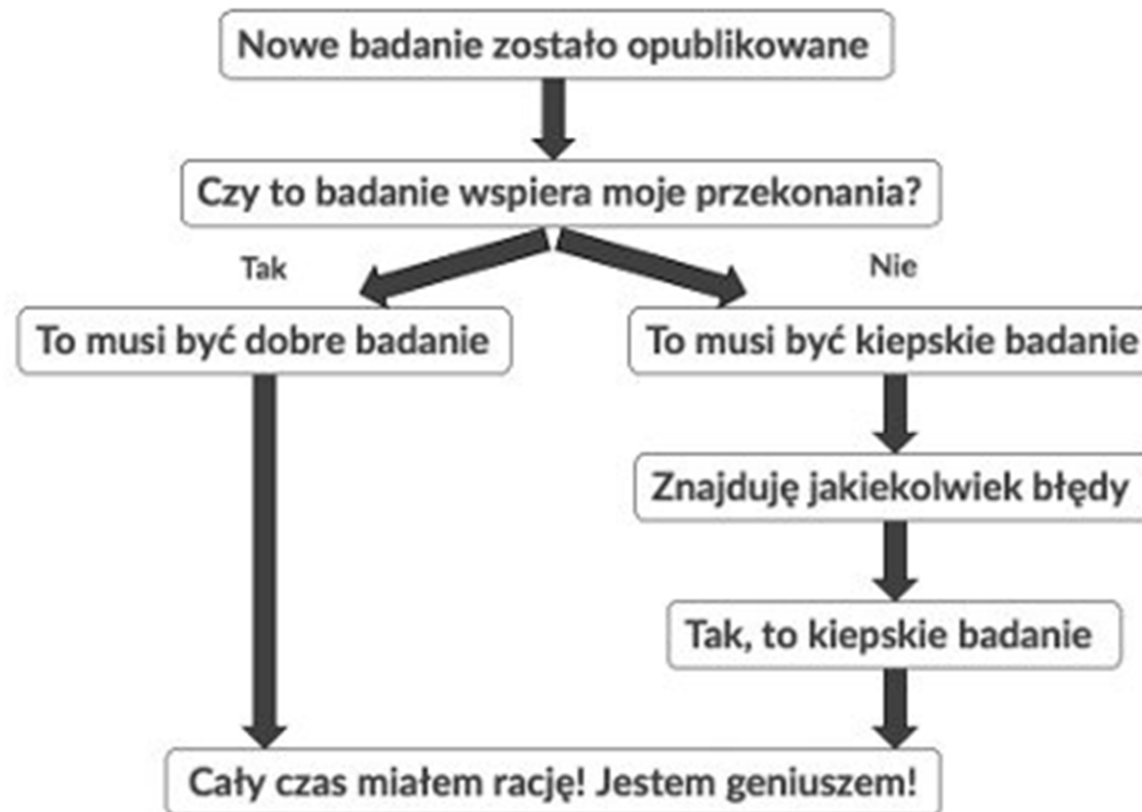 Nowe badanie zostało opublikowane
Czy to badanie wspiera moje przekonania?
Tak
Nie
To musi być dobre badanie
To musi być kiepskie badanie
Znajduję jakiekolwiek błędy
Tak, to kiepskie badanie
Cały czas miałem rację! Jestem geniuszem!